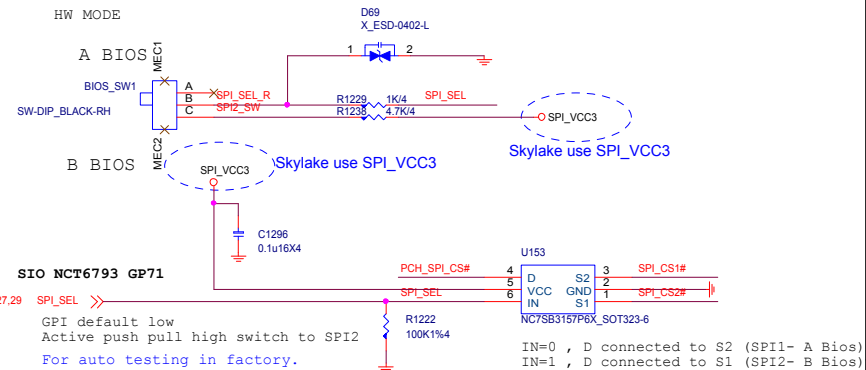 HW MODE
D69
X_ESD-0402-L
1 2
A BIOS
MEC1
BIOS_SW1
A
SPI_SEL_R
B
R1229 1K/4 SPI_SEL
C
SPI2_SW
R1238 4.7K/4
SPI_VCC3
SW-DIP_BLACK-RH
MEC2
Skylake use SPI_VCC3
B BIOS
SPI_VCC3
Skylake use SPI_VCC3
C1296
0.1u16X4
U153
SIO NCT6793 GP71
PCH_SPI_CS# 4 D S2 3 SPI_CS1#
5 VCC GND 2
27,29 SPI_SEL
SPI_SEL 6 IN S1 1 SPI_CS2#
NC7SB3157P6X_SOT323-6
GPI default low
Active push pull high switch to SPI2
For auto testing in factory.
R1222
100K1%4
IN=0 , D connected to S2 (SPI1- A Bios)
IN=1 , D connected to S1 (SPI2- B Bios)